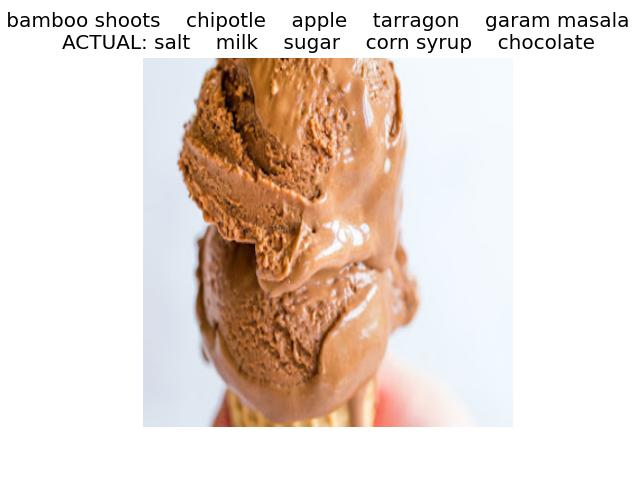 bamboo shoots chipotle apple tarragon garam masala
ACTUAL: salt milk sugar corn syrup chocolate